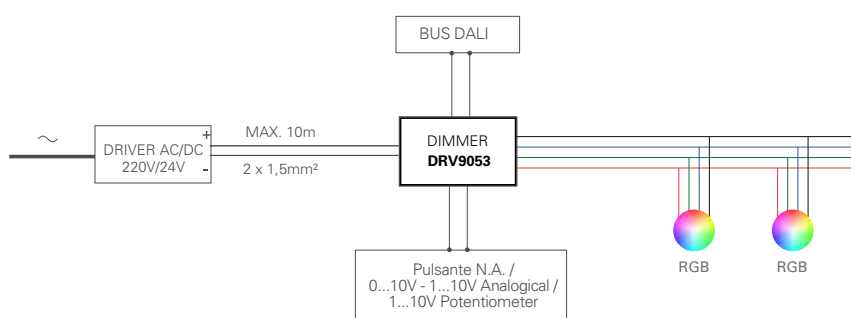 BUS DALI
~
DRIVER AC/DC
220V/24V
+
-
MAX. 10m
2 x 1,5mm²
DIMMER
DRV9053
RGB
RGB
Pulsante N.A. /
0...10V - 1...10V Analogical /
1...10V Potentiometer